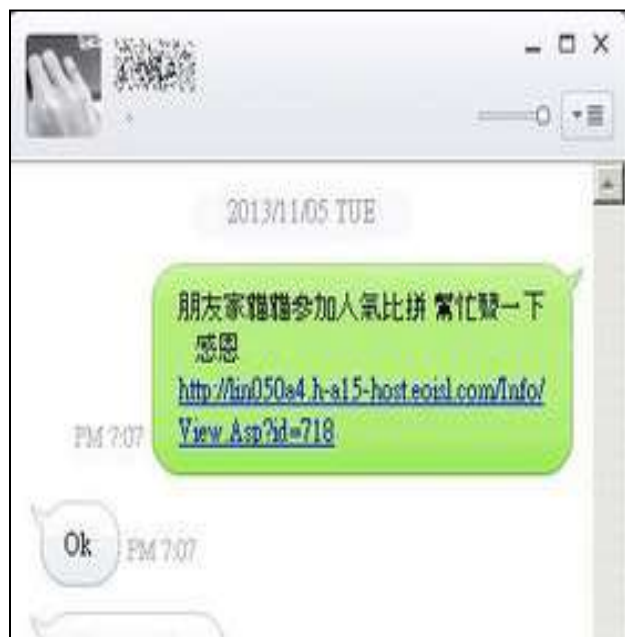 2013/11/05 TUE
朋友家貓貓參加人氣比拼 幫忙贊一下
感恩
http://lin050a4.h-a15-host.eoisl.com/Info/
View.Asp?id=718
PM 7:07
Ok
PM 7:07